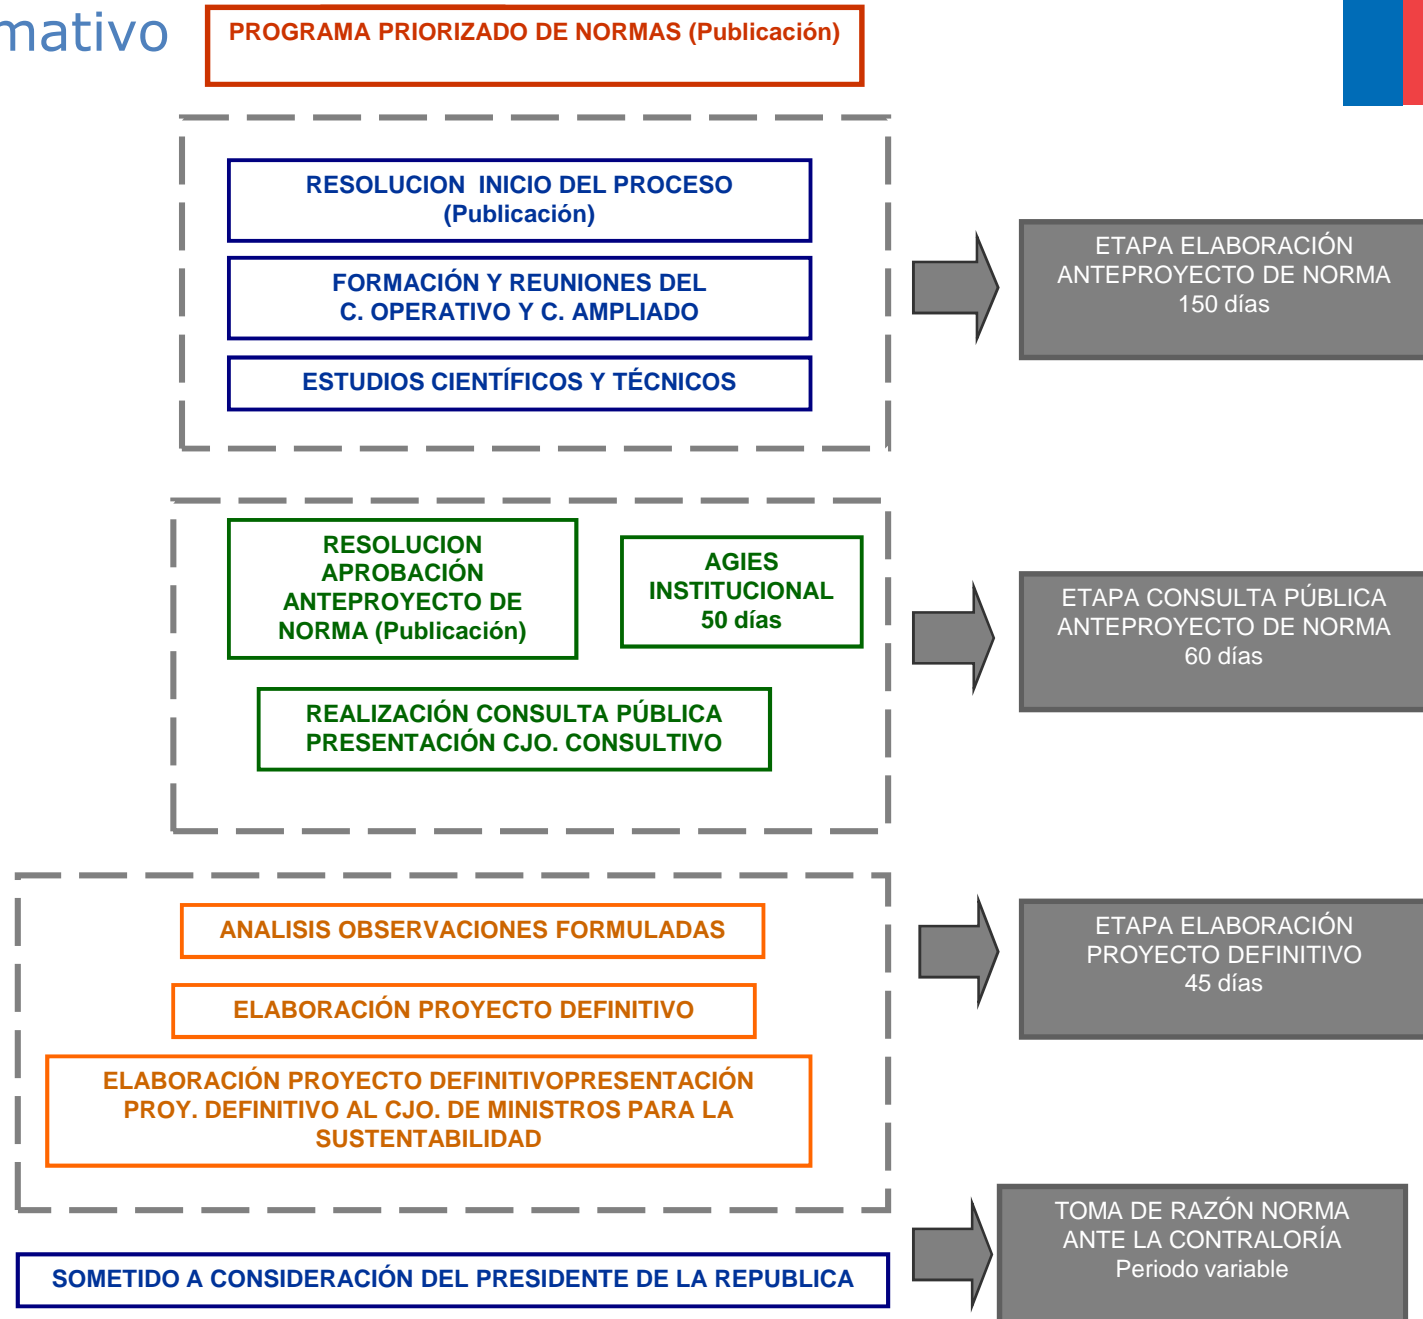 mativo
PROGRAMA PRIORIZADO DE NORMAS (Publicación)
RESOLUCION INICIO DEL PROCESO
(Publicación)
FORMACIÓN Y REUNIONES DEL
C. OPERATIVO Y C. AMPLIADO
ESTUDIOS CIENTÍFICOS Y TÉCNICOS
ETAPA ELABORACIÓN
ANTEPROYECTO DE NORMA
150 días
RESOLUCION
APROBACIÓN
ANTEPROYECTO DE
NORMA (Publicación)
AGIES
INSTITUCIONAL
50 días
REALIZACIÓN CONSULTA PÚBLICA
PRESENTACIÓN CJO. CONSULTIVO
ETAPA CONSULTA PÚBLICA
ANTEPROYECTO DE NORMA
60 días
ANALISIS OBSERVACIONES FORMULADAS
ELABORACIÓN PROYECTO DEFINITIVO
ELABORACIÓN PROYECTO DEFINITIVOPRESENTACIÓN
PROY. DEFINITIVO AL CJO. DE MINISTROS PARA LA
SUSTENTABILIDAD
ETAPA ELABORACIÓN
PROYECTO DEFINITIVO
45 días
SOMETIDO A CONSIDERACIÓN DEL PRESIDENTE DE LA REPUBLICA
TOMA DE RAZÓN NORMA
ANTE LA CONTRALORÍA
Periodo variable